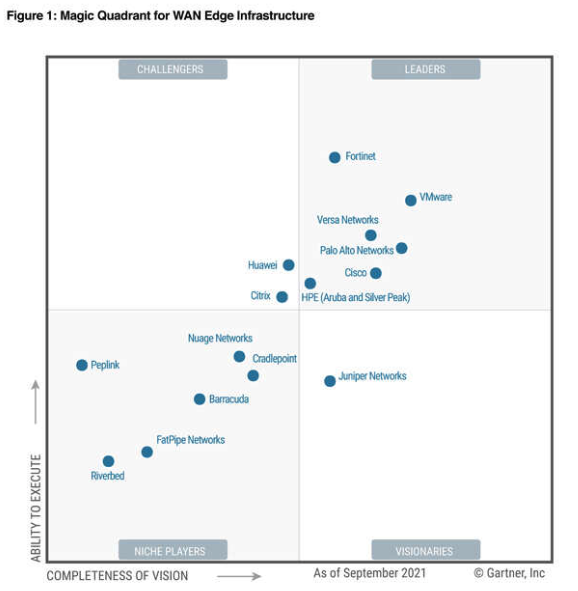 Figure 1: Magic Quadrant for WAN Edge Infrastructure
CHALLENGERS
LEADERS
Fortinet
VMware
Versa Networks
Palo Alto Networks
Huawei
Cisco
Citrix
HPE (Aruba and Silver Peak)
Nuage Networks
Cradlepoint
Peplink
Juniper Networks
Barracuda
FatPipe Networks
Riverbed
ABILITY TO EXECUTE
NICHE PLAYERS
VISIONARIES
COMPLETENESS OF VISION
As of September 2021
© Gartner, Inc